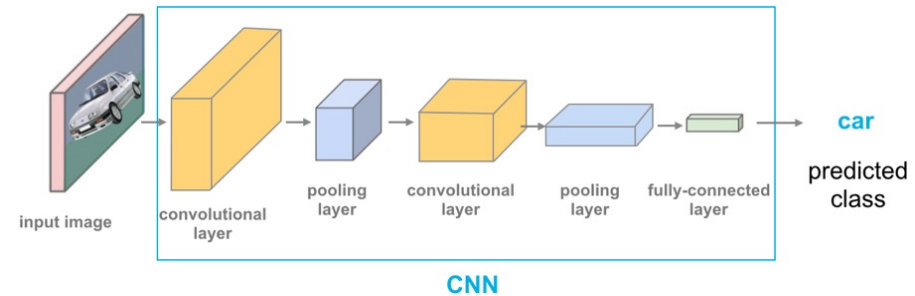 input image
convolutional
layer
pooling
layer
convolutional
layer
pooling
layer
fully-connected
layer
car
predicted
class
CNN